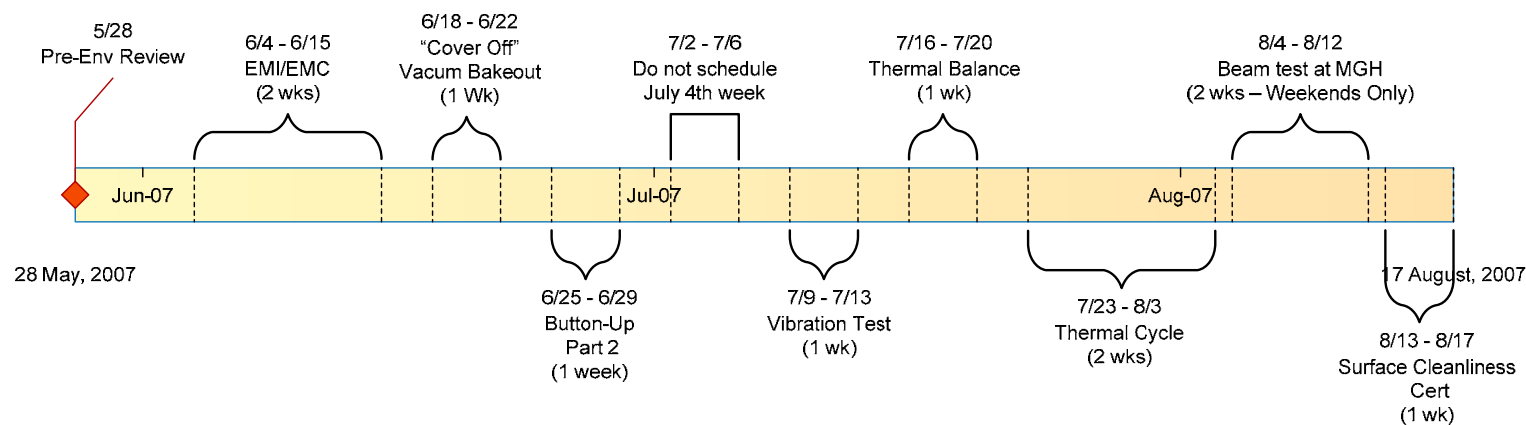 5/28
Pre-Env Review
6/4 - 6/15
EMI/EMC
(2 wks)
6/18 - 6/22
“Cover Off”
Vacum Bakeout
(1 Wk)
7/2 - 7/6
Do not schedule
July 4th week
7/16 - 7/20
Thermal Balance
(1 wk)
8/4 - 8/12
Beam test at MGH
(2 wks – Weekends Only)
Jun-07
Jul-07
Aug-07
28 May, 2007
17 August, 2007
6/25 - 6/29
Button-Up
Part 2
(1 week)
7/9 - 7/13
Vibration Test
(1 wk)
7/23 - 8/3
Thermal Cycle
(2 wks)
8/13 - 8/17
Surface Cleanliness
Cert
(1 wk)